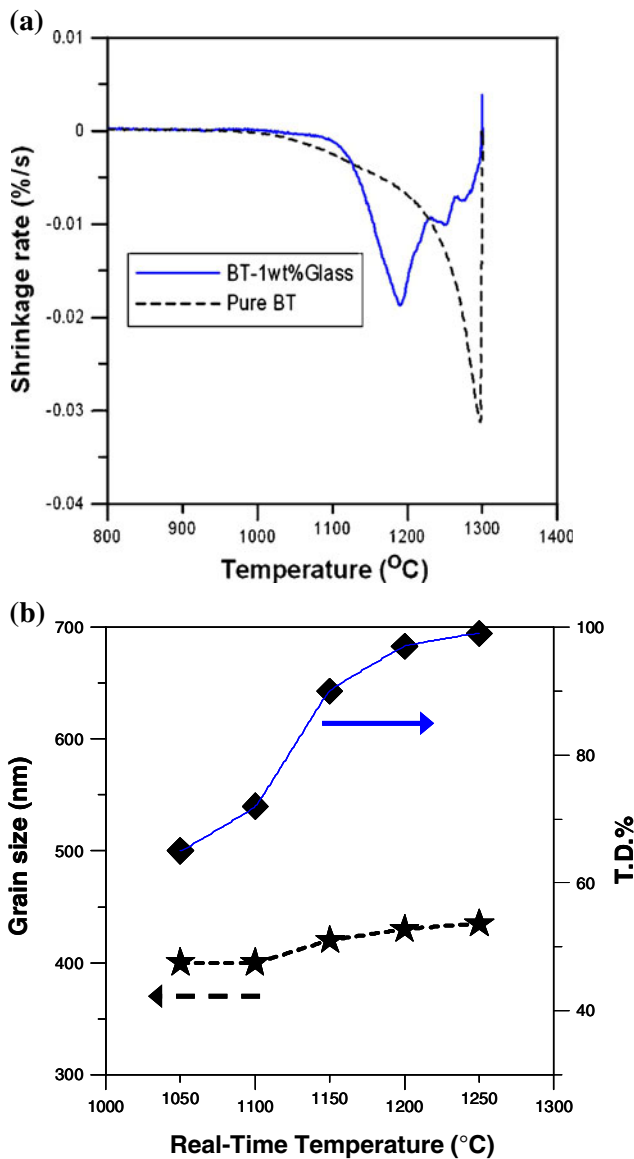 (a)
0.01
0
-0.01
-0.02
-0.03
-0.04
Shrinkage rate (%/s)
BT-1wt%Glass
Pure BT
800 900 1000 1100 1200 1300 1400
Temperature (OC)
(b)
700
600
500
400
300
Grain size (nm)
100
80
60
40
T.D.%
1000 1050 1100 1150 1200 1250 1300
Real-Time Temperature (°C)